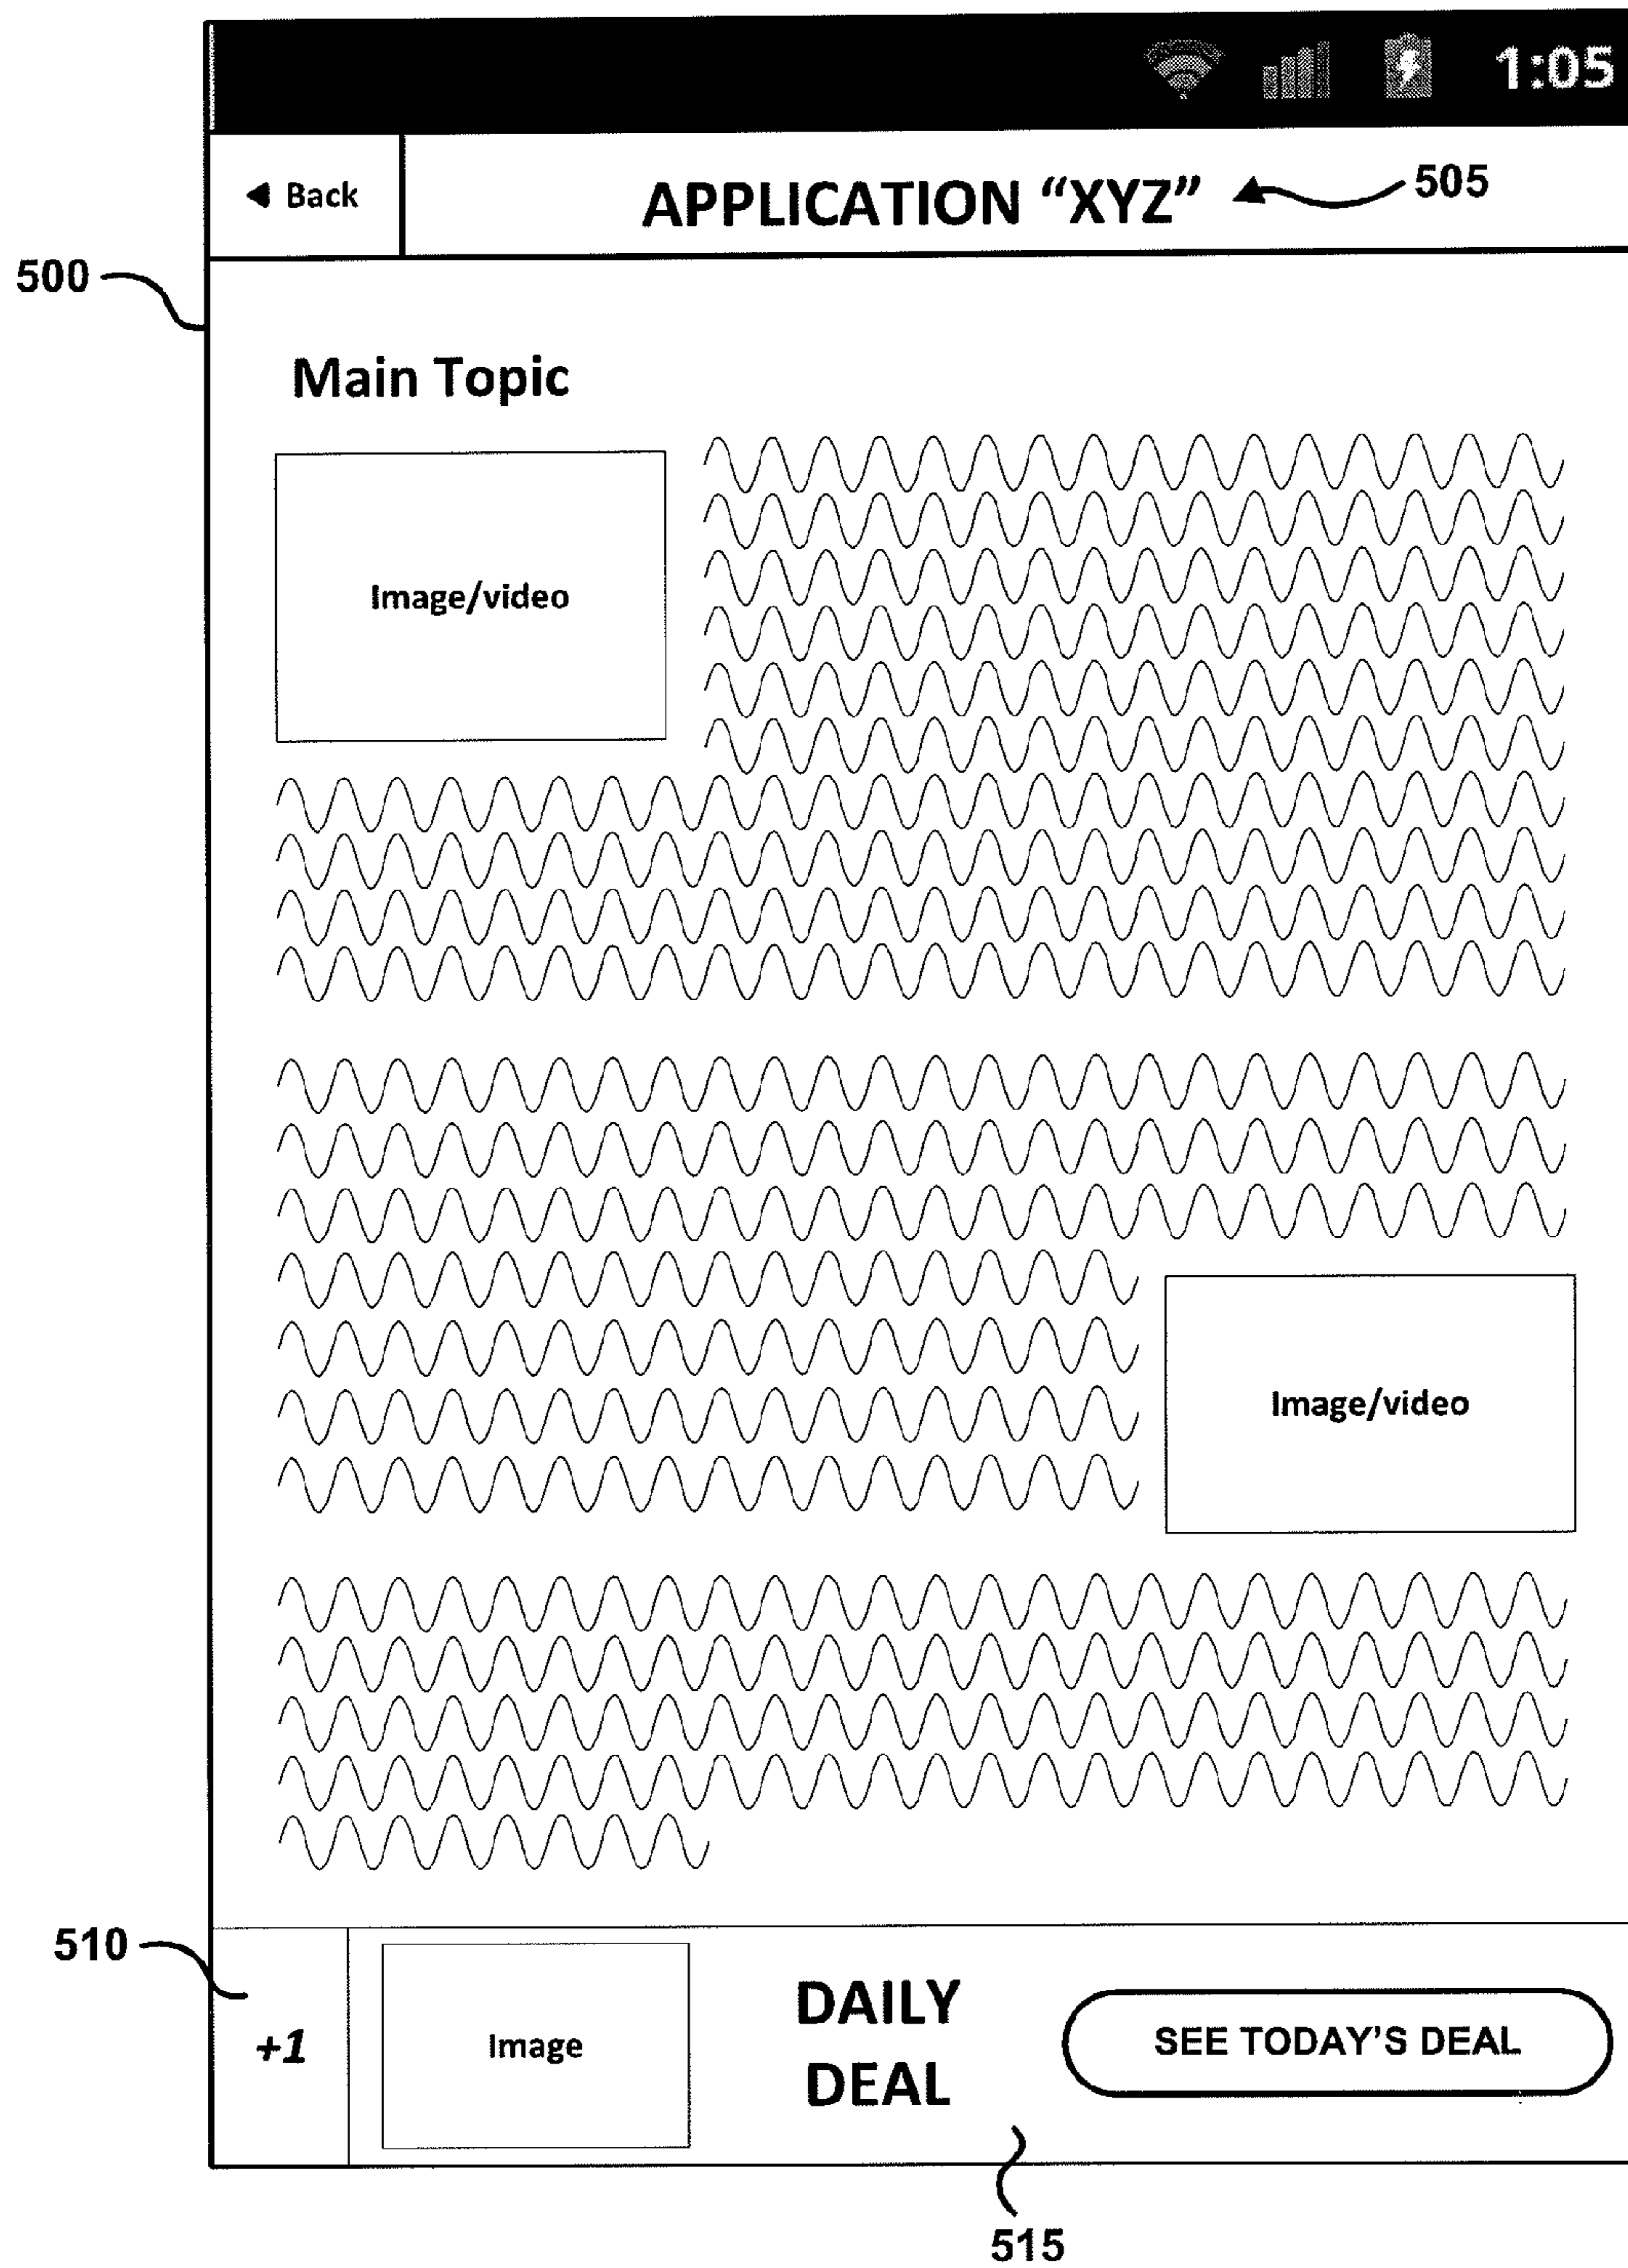 1:05
◄ Back
APPLICATION “XYZ”
505
500
Main Topic
Image/video
Image/video
510
+1
Image
DAILY
DEAL
SEE TODAY’S DEAL
515